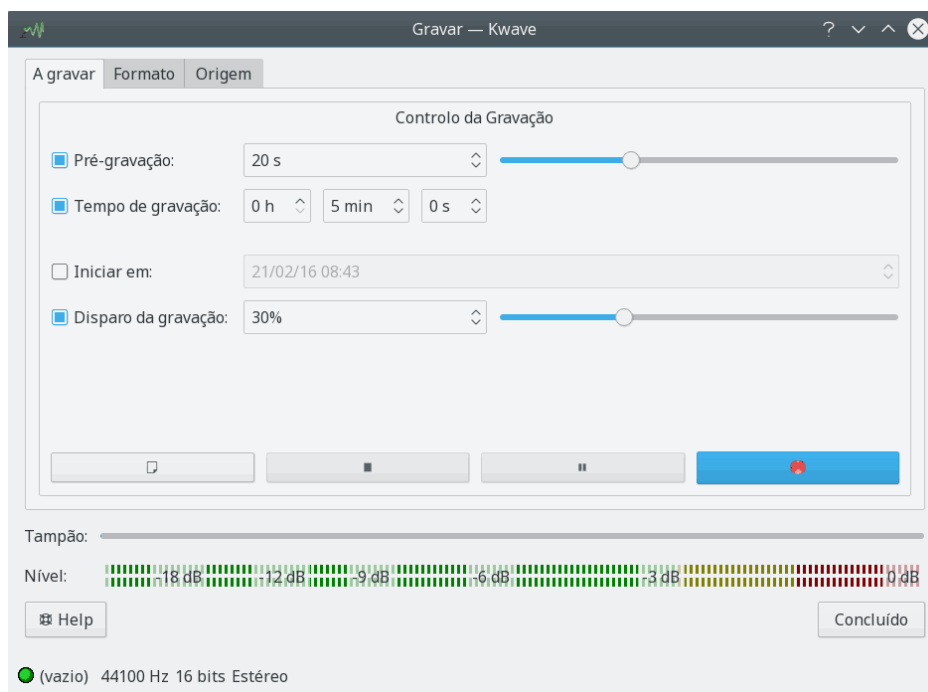 Gravar — Kwave
A gravar Formato Origem
Controlo da Gravação
Pré-gravação: 20 s
Tempo de gravação: 0 h 5 min 0 s
Iniciar em: 21/02/16 08:43
Disparo da gravação: 30%
Tampão:
Nível: -18 dB -12 dB -9 dB -6 dB -3 dB 0 dB
Help Concluído
(vazio) 44100 Hz 16 bits Estéreo